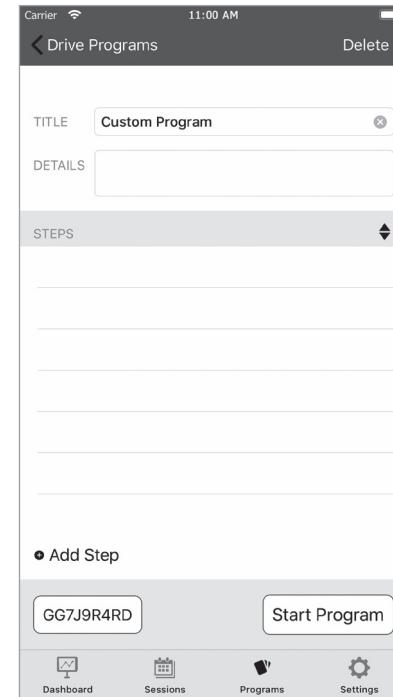 Carrier 11:00 AM
Drive Programs Delete
TITLE Custom Program
DETAILS
STEPS
Add Step
GG7J9R4RD Start Program
Dashboard Sessions Programs Settings